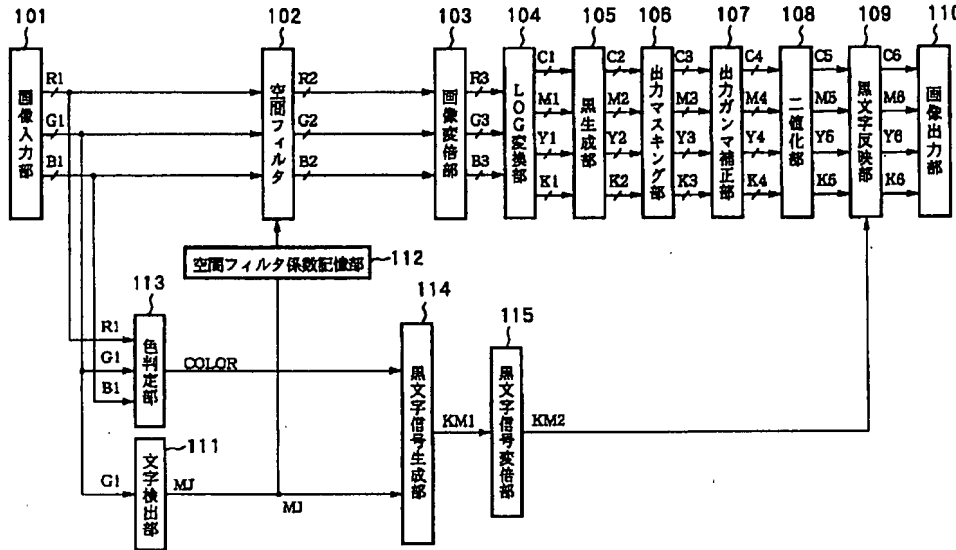 101 102 103 104 105 106 107 108 109 110
画像入力部
R1
G1
B1
空間フィルタ
R2
G2
B2
画像変倍部
R3
G3
B3
LOG変換部
C1
M1
Y1
K1
黒生成部
C2
M2
Y2
K2
出力マスキング部
C3
M3
Y3
K3
出力ガンマ補正部
C4
M4
Y4
K4
二値化部
C5
M5
Y5
K5
黒文字反映部
C6
M6
Y6
K6
画像出力部
空間フィルタ係数記憶部
112
113
R1
G1
B1
色判定部
COLOR
111
G1
文字検出部
MJ
MJ
114
黒文字信号生成部
KM1
115
黒文字信号変倍部
KM2